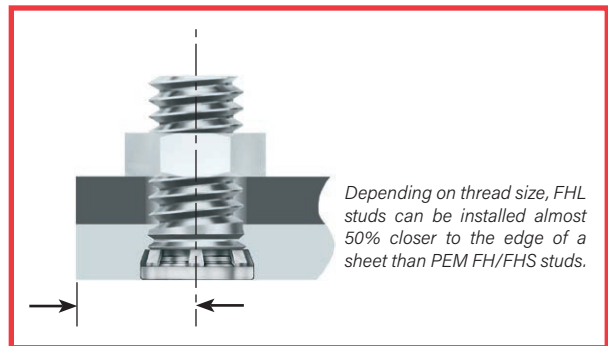 Depending on thread size, FHL
studs can be installed almost
50% closer to the edge of a
sheet than PEM FH/FHS studs.